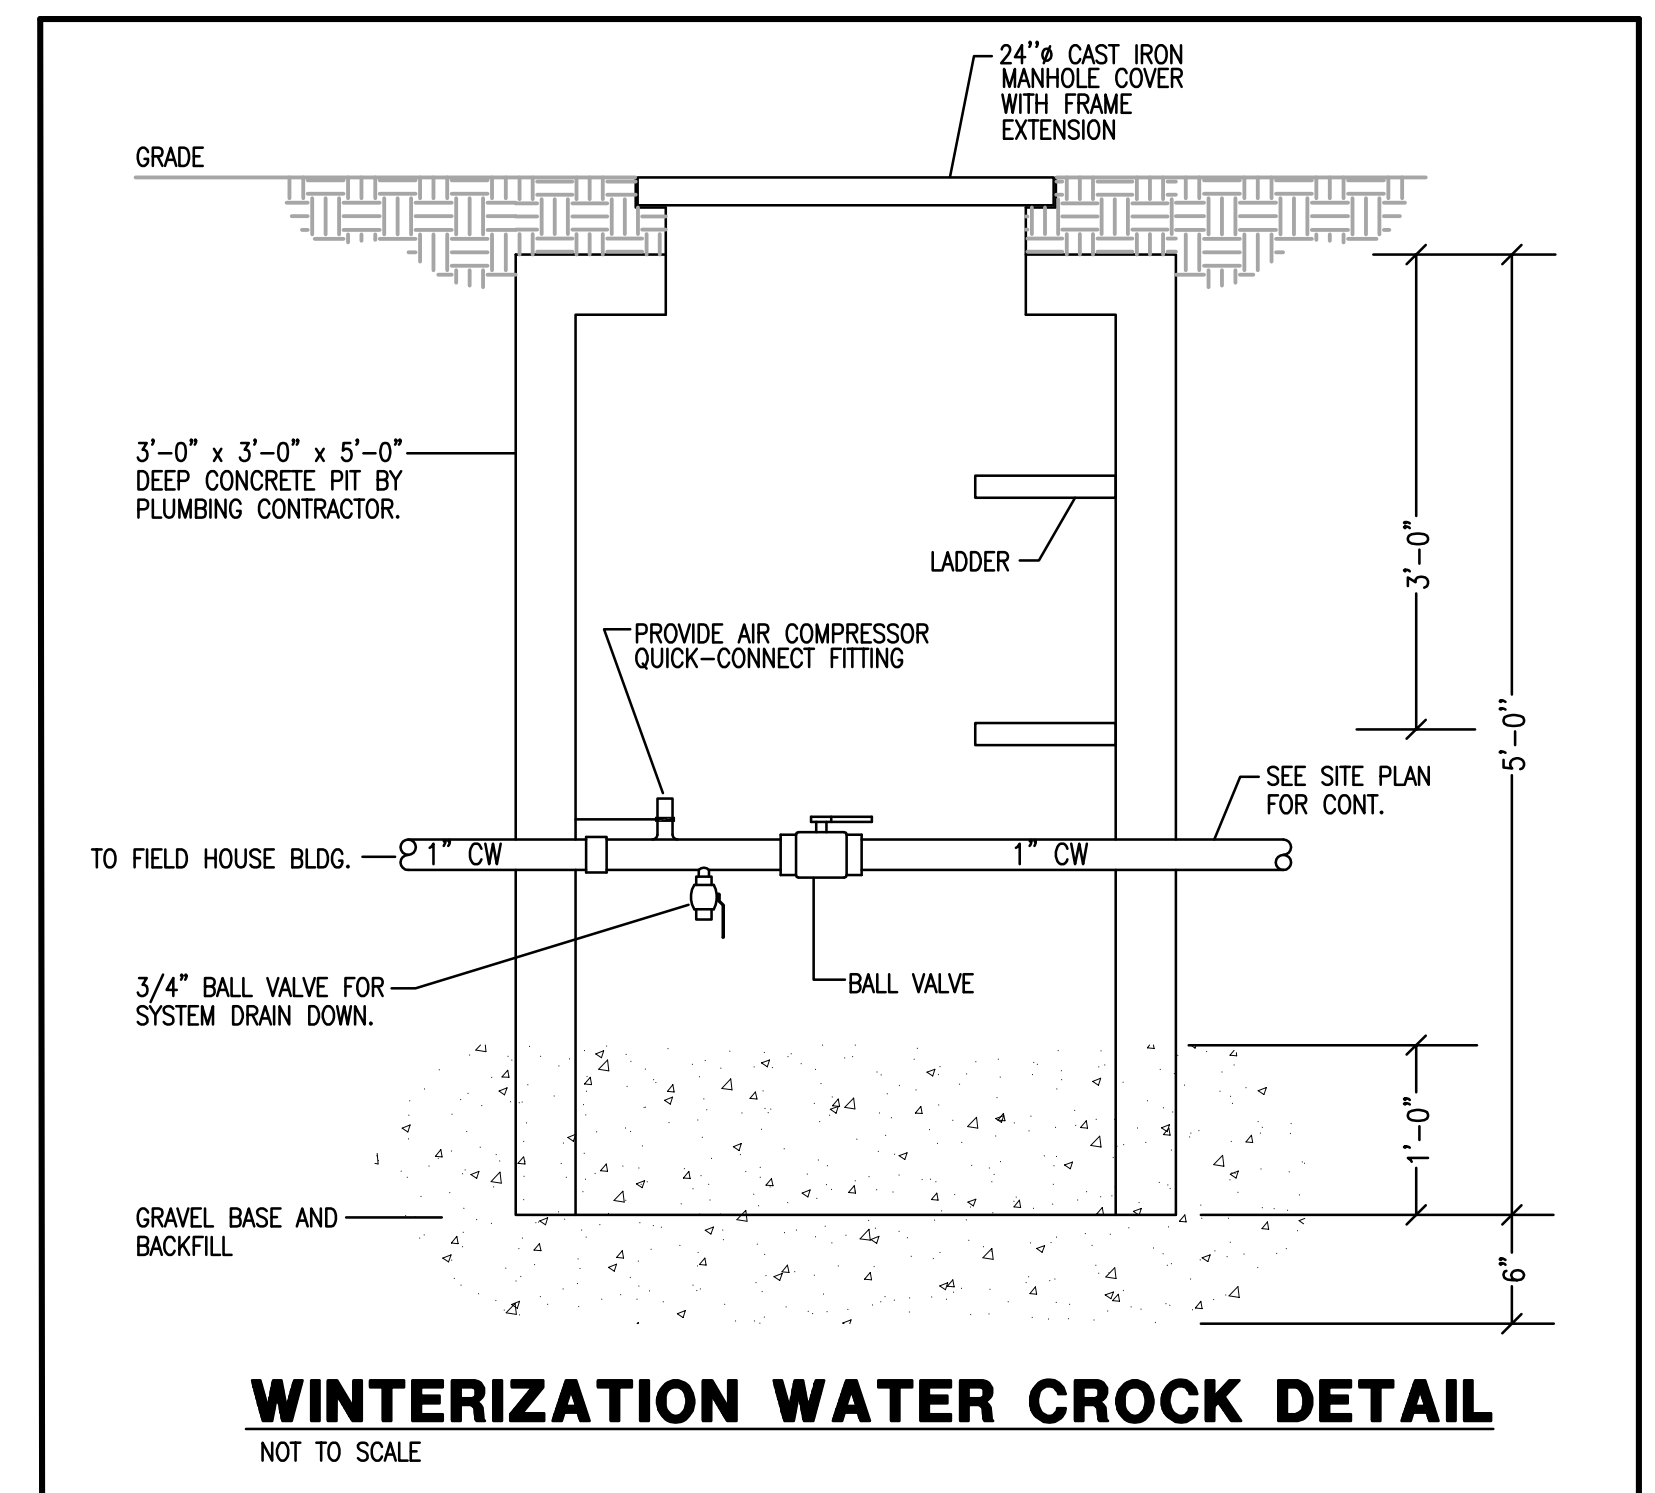 24"ø CAST IRON
MANHOLE COVER
WITH FRAME
EXTENSION
GRADE
3'-0" x 3'-0" x 5'-0"
DEEP CONCRETE PIT BY
PLUMBING CONTRACTOR.
LADDER
3'-0"
PROVIDE AIR COMPRESSOR
QUICK-CONNECT FITTING
5'-0"
SEE SITE PLAN
FOR CONT.
TO FIELD HOUSE BLDG.
1" CW
1" CW
3/4" BALL VALVE FOR
SYSTEM DRAIN DOWN.
BALL VALVE
1'-0"
GRAVEL BASE AND
BACKFILL
6"
WINTERIZATION WATER CROCK DETAIL
NOT TO SCALE